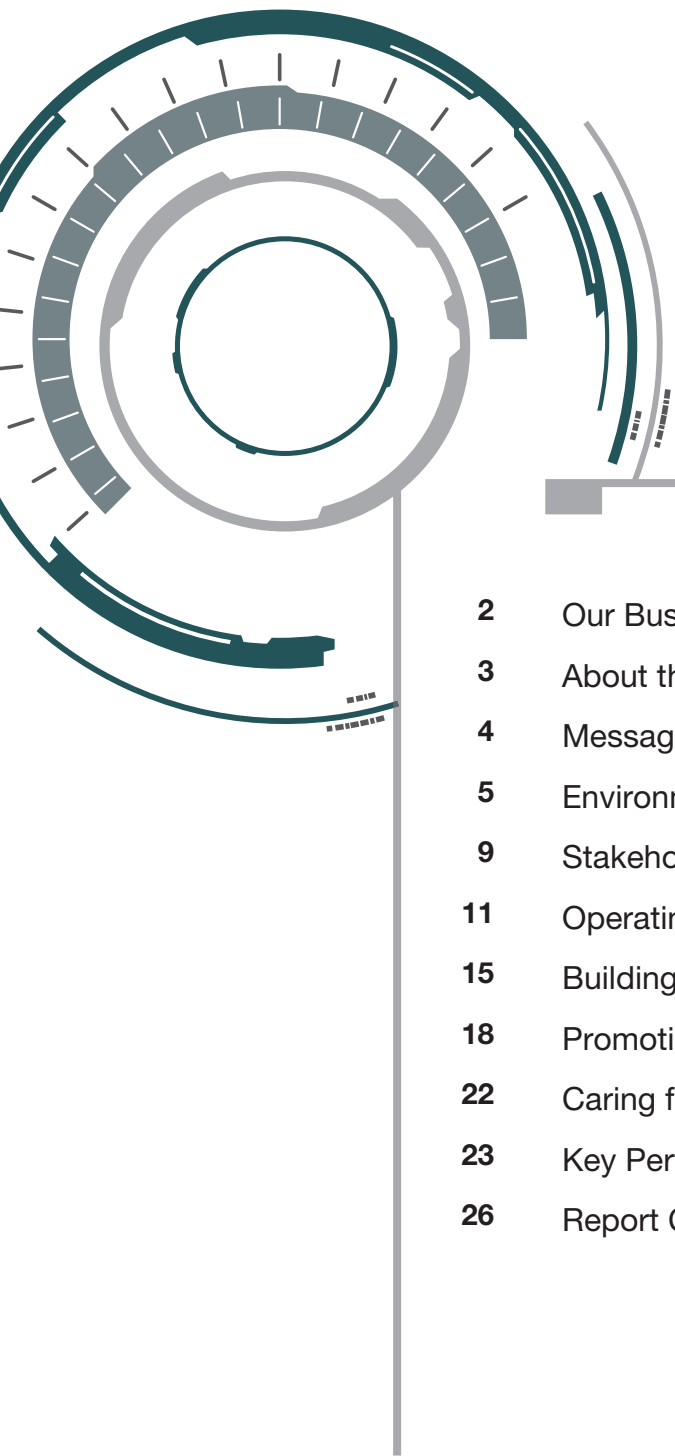 2 Our Bus
3 About th
4 Messag
5 Environ
9 Stakeho
11 Operatin
15 Building
18 Promoti
22 Caring f
23 Key Per
26 Report